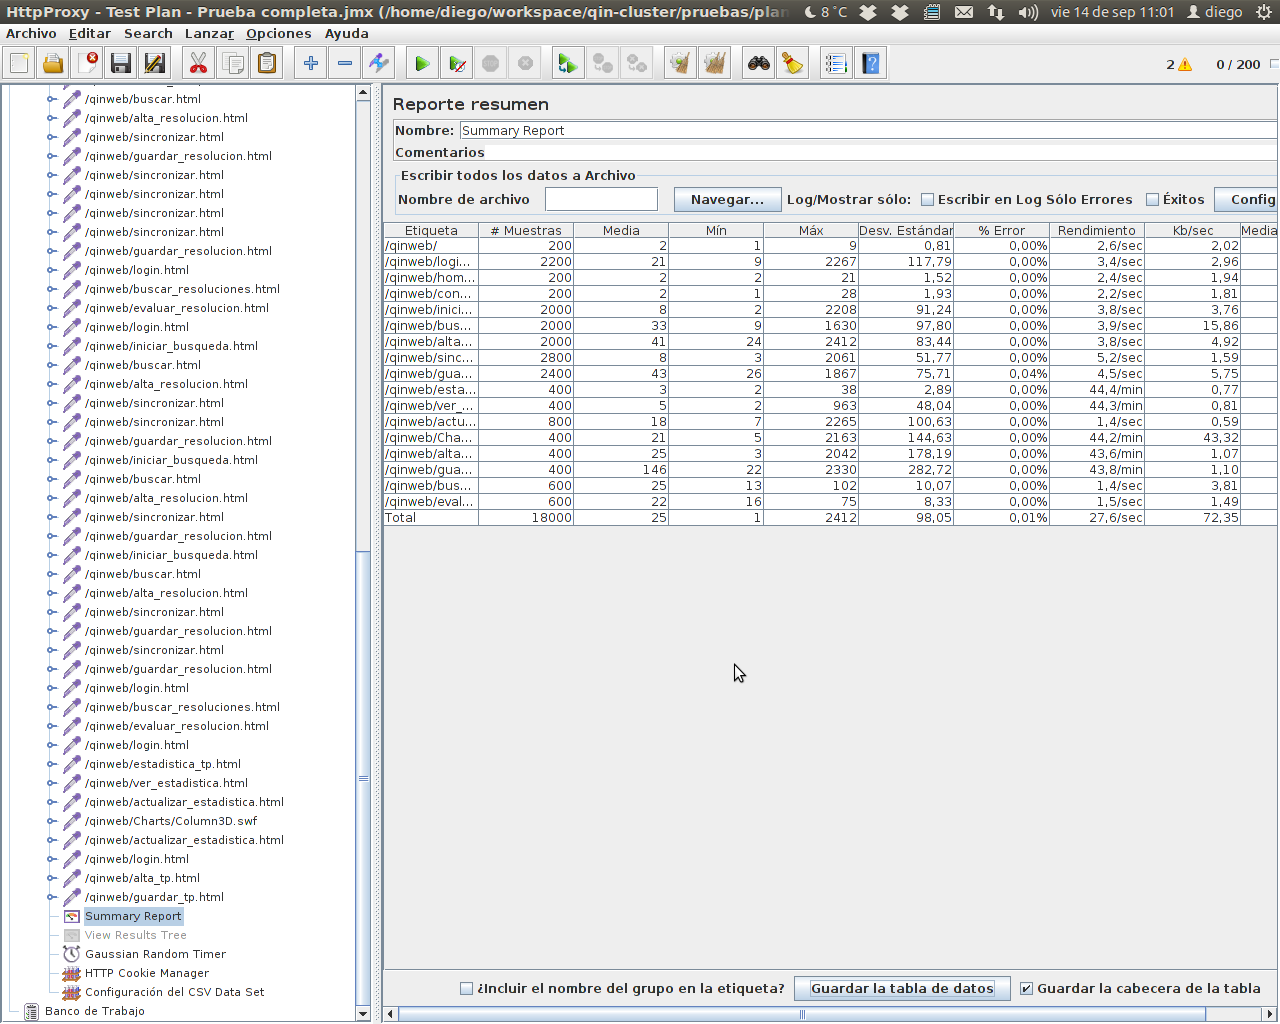 HttpProxy - Test Plan - Prueba completa.jmx (/home/diego/workspace/qin-cluster/pruebas/plan 8 °C vie 14 de sep 11:01 diego
Archivo Editar Search Lanzar Opciones Ayuda
2 0 / 200
/qinweb/buscar.html
/qinweb/alta_resolucion.html
/qinweb/sincronizar.html
/qinweb/guardar_resolucion.html
/qinweb/sincronizar.html
/qinweb/sincronizar.html
/qinweb/sincronizar.html
/qinweb/sincronizar.html
/qinweb/guardar_resolucion.html
/qinweb/login.html
/qinweb/buscar_resoluciones.html
/qinweb/evaluar_resolucion.html
/qinweb/login.html
/qinweb/iniciar_busqueda.html
/qinweb/buscar.html
/qinweb/alta_resolucion.html
/qinweb/sincronizar.html
/qinweb/sincronizar.html
/qinweb/guardar_resolucion.html
/qinweb/iniciar_busqueda.html
/qinweb/buscar.html
/qinweb/alta_resolucion.html
/qinweb/sincronizar.html
/qinweb/guardar_resolucion.html
/qinweb/iniciar_busqueda.html
/qinweb/buscar.html
/qinweb/alta_resolucion.html
/qinweb/sincronizar.html
/qinweb/guardar_resolucion.html
/qinweb/sincronizar.html
/qinweb/guardar_resolucion.html
/qinweb/login.html
/qinweb/buscar_resoluciones.html
/qinweb/evaluar_resolucion.html
/qinweb/login.html
/qinweb/estadistica_tp.html
/qinweb/ver_estadistica.html
/qinweb/actualizar_estadistica.html
/qinweb/Charts/Column3D.swf
/qinweb/actualizar_estadistica.html
/qinweb/login.html
/qinweb/alta_tp.html
/qinweb/guardar_tp.html
Summary Report
View Results Tree
Gaussian Random Timer
HTTP Cookie Manager
Configuración del CSV Data Set
Banco de Trabajo
Reporte resumen
Nombre: Summary Report
Comentarios
Escribir todos los datos a Archivo
Nombre de archivo Navegar... Log/Mostrar sólo: Escribir en Log Sólo Errores Éxitos Config
Etiqueta # Muestras Media Mín Máx Desv. Estándar % Error Rendimiento Kb/sec Media
/qinweb/ 200 2 1 9 0,81 0,00% 2,6/sec 2,02
/qinweb/logi... 2200 21 9 2267 117,79 0,00% 3,4/sec 2,96
/qinweb/hom... 200 2 2 21 1,52 0,00% 2,4/sec 1,94
/qinweb/con... 200 2 1 28 1,93 0,00% 2,2/sec 1,81
/qinweb/inici... 2000 8 2 2208 91,24 0,00% 3,8/sec 3,76
/qinweb/bus... 2000 33 9 1630 97,80 0,00% 3,9/sec 15,86
/qinweb/alta... 2000 41 24 2412 83,44 0,00% 3,8/sec 4,92
/qinweb/sinc... 2800 8 3 2061 51,77 0,00% 5,2/sec 1,59
/qinweb/gua... 2400 43 26 1867 75,71 0,04% 4,5/sec 5,75
/qinweb/esta... 400 3 2 38 2,89 0,00% 44,4/min 0,77
/qinweb/ver_... 400 5 2 963 48,04 0,00% 44,3/min 0,81
/qinweb/actu... 800 18 7 2265 100,63 0,00% 1,4/sec 0,59
/qinweb/Cha... 400 21 5 2163 144,63 0,00% 44,2/min 43,32
/qinweb/alta... 400 25 3 2042 178,19 0,00% 43,6/min 1,07
/qinweb/gua... 400 146 22 2330 282,72 0,00% 43,8/min 1,10
/qinweb/bus... 600 25 13 102 10,07 0,00% 1,4/sec 3,81
/qinweb/eval... 600 22 16 75 8,33 0,00% 1,5/sec 1,49
Total 18000 25 1 2412 98,05 0,01% 27,6/sec 72,35
¿Incluir el nombre del grupo en la etiqueta? Guardar la tabla de datos Guardar la cabecera de la tabla